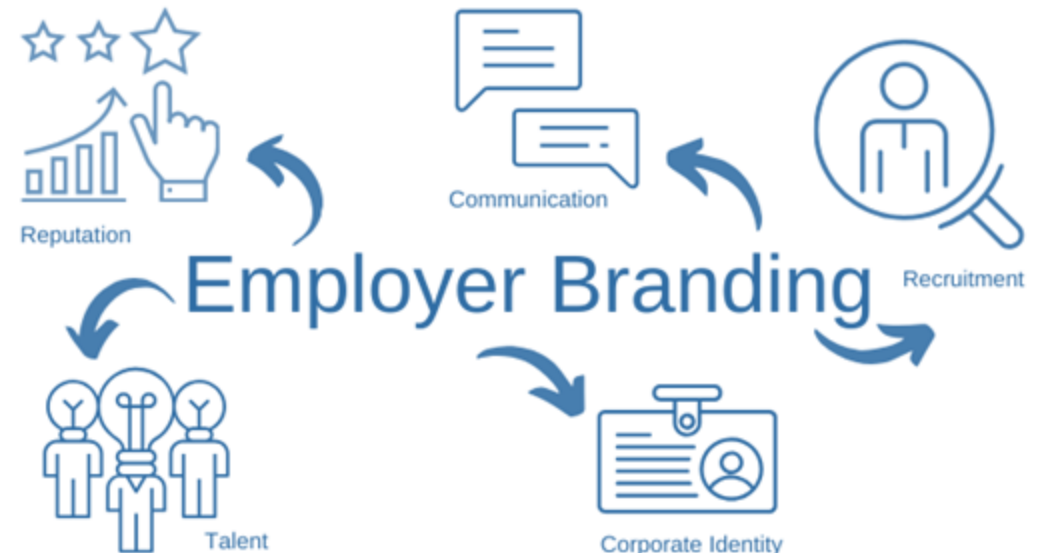 Reputation
Communication
Recruitment
Employer Branding
Talent
Corporate Identity